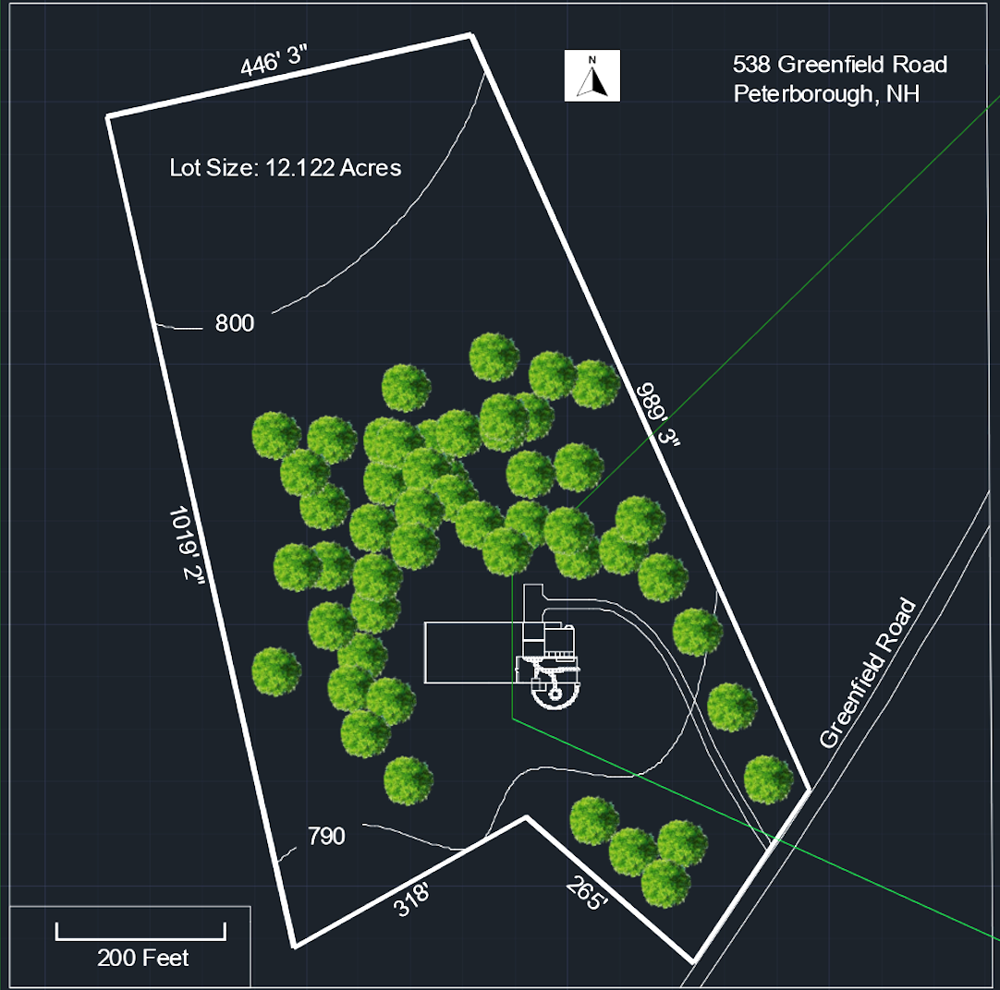 446' 3"
N
538 Greenfield Road
Peterborough, NH
Lot Size: 12.122 Acres
800
989' 3"
1019' 2"
Greenfield Road
790
318'
265'
200 Feet